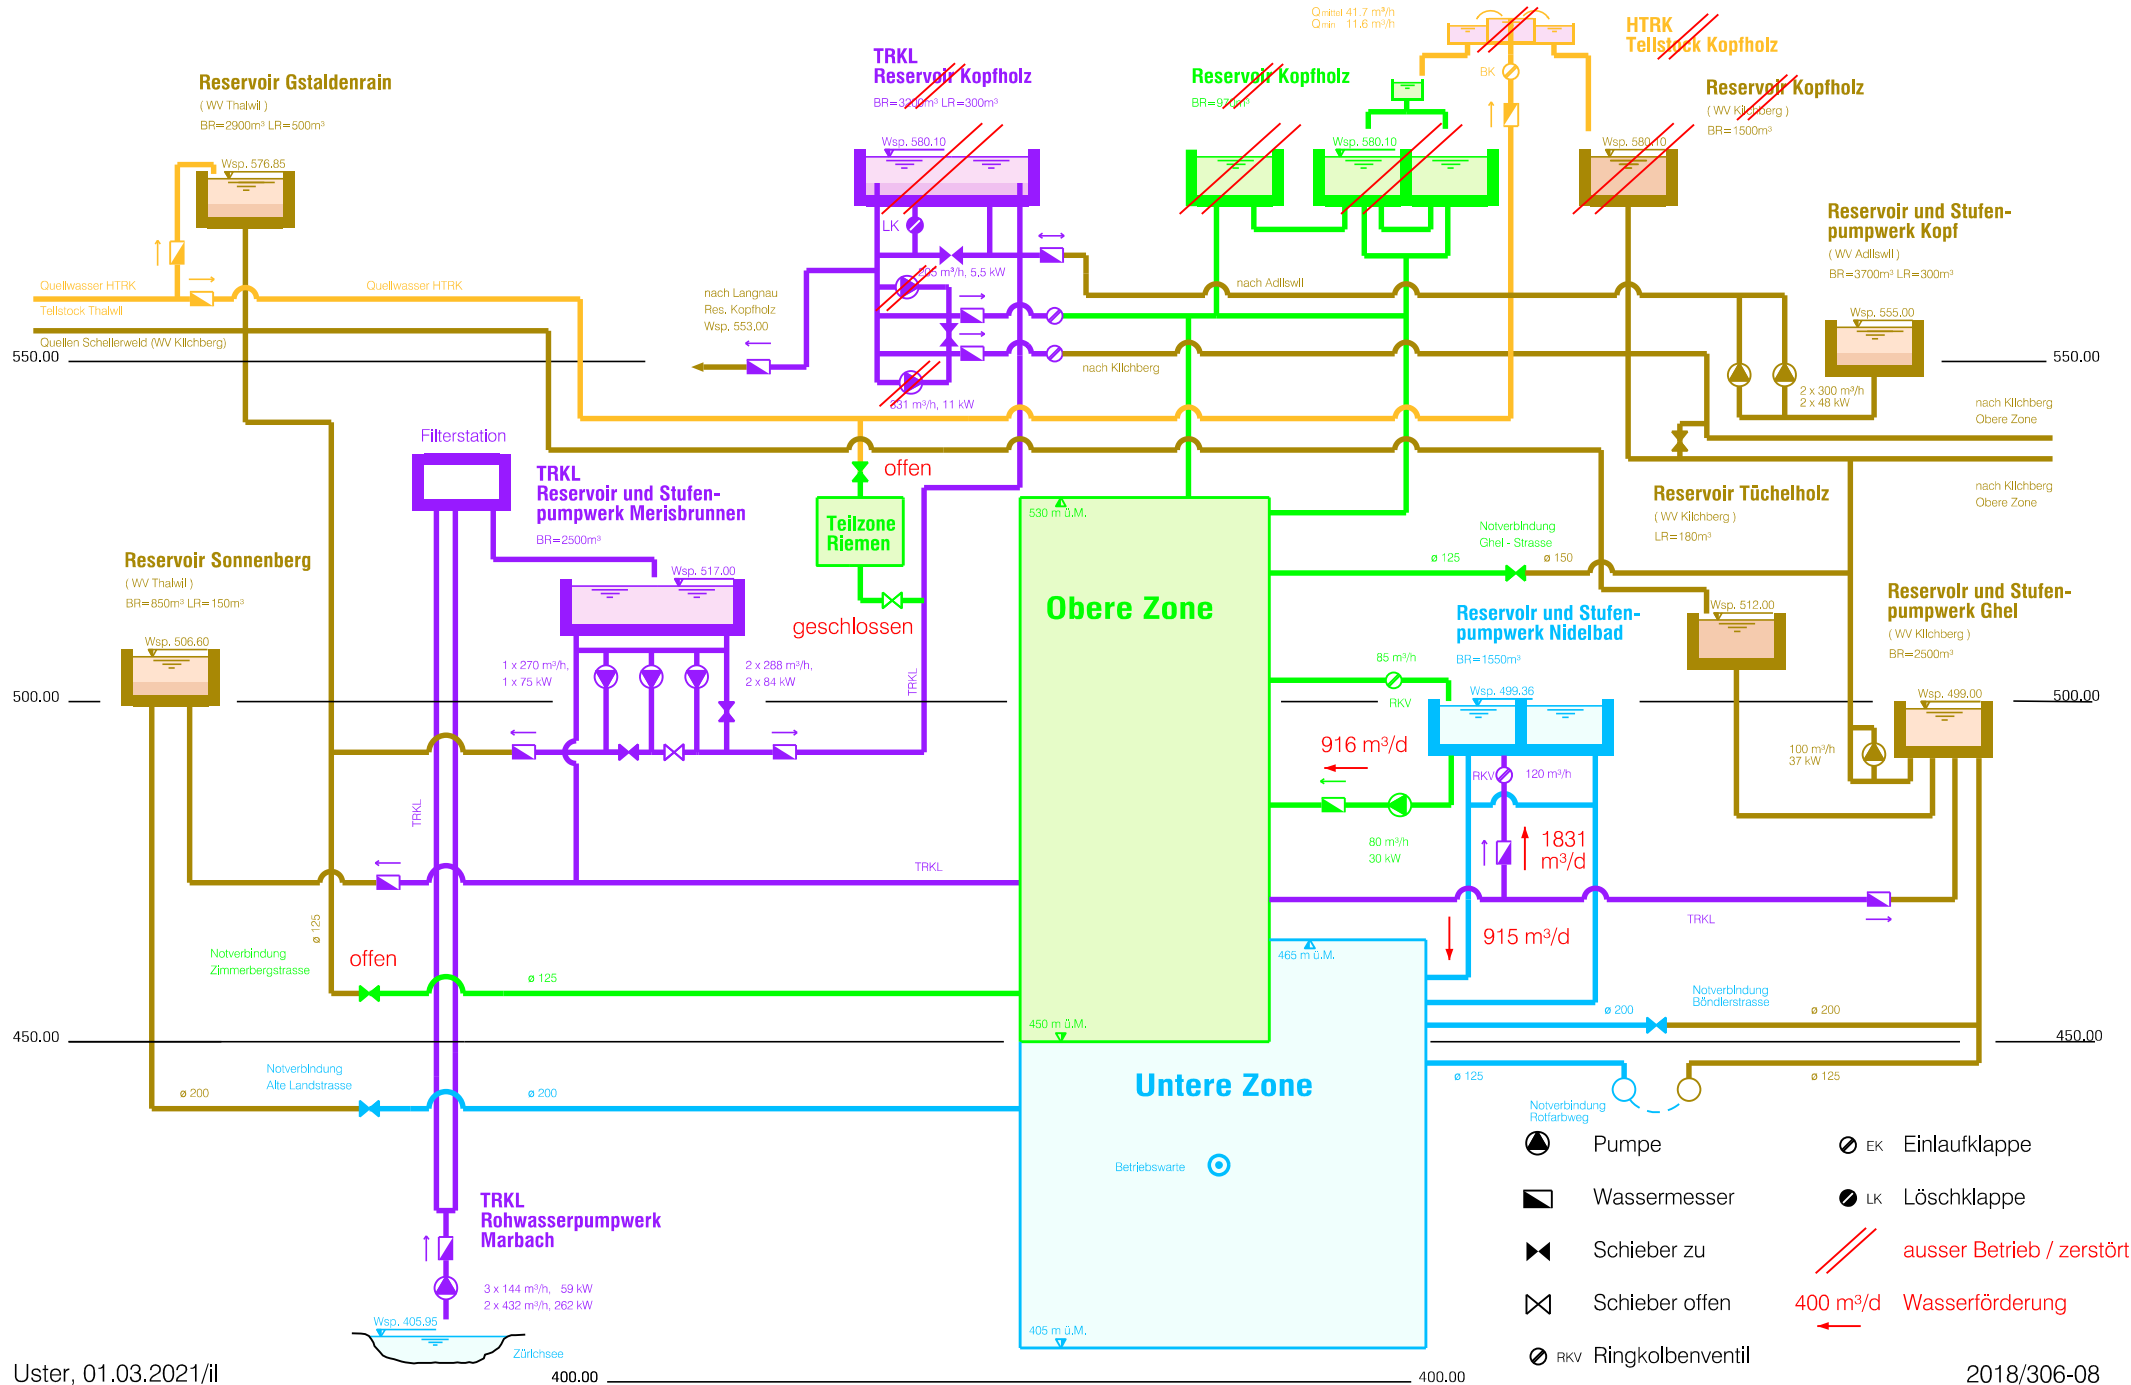 Qmittel 41.7 m³/h
Qmin 11.6 m³/h
HTRK
Tellstock Kopfholz
BK
TRKL
Reservoir Kopfholz
BR=3200m³ LR=300m³
Reservoir Kopfholz
BR=970m³
Reservoir Kopfholz
( WV Kilchberg )
BR=1500m³
Reservoir Gstaldenrain
( WV Thalwil )
BR=2900m³ LR=500m³
Wsp. 576.85
Wsp. 580.10
Wsp. 580.10
Wsp. 580.10
LK
205 m³/h, 5,5 kW
331 m³/h, 11 kW
Reservoir und Stufen-
pumpwerk Kopf
( WV Adliswil )
BR=3700m³ LR=300m³
Wsp. 555.00
2 x 300 m³/h
2 x 48 kW
Quellwasser HTRK
Quellwasser HTRK
Tellstock Thalwil
Quellen Schellerweid (WV Kilchberg)
nach Langnau
Res. Kopfholz
Wsp. 553.00
nach Adliswil
nach Kilchberg
550.00
550.00
nach Kilchberg
Obere Zone
nach Kilchberg
Obere Zone
Filterstation
TRKL
Reservoir und Stufen-
pumpwerk Merisbrunnen
BR=2500m³
Wsp. 517.00
offen
Teilzone
Riemen
geschlossen
530 m ü.M.
Obere Zone
Notverbindung
Ghel - Strasse
ø 125
ø 150
Reservoir Tüchelholz
( WV Kilchberg )
LR=180m³
Wsp. 512.00
Reservoir Sonnenberg
( WV Thalwil )
BR=850m³ LR=150m³
Wsp. 506.60
1 x 270 m³/h,
1 x 75 kW
2 x 288 m³/h,
2 x 84 kW
TRKL
Reservoir und Stufen-
pumpwerk Nidelbad
BR=1550m³
Wsp. 499.36
85 m³/h
RKV
Reservoir und Stufen-
pumpwerk Ghel
( WV Kilchberg )
BR=2500m³
Wsp. 499.00
100 m³/h
37 kW
500.00
500.00
916 m³/d
RKV
120 m³/h
80 m³/h
30 kW
1831
m³/d
TRKL
TRKL
TRKL
915 m³/d
465 m ü.M.
ø 125
Notverbindung
Zimmerbergstrasse
offen
ø 125
450 m ü.M.
Notverbindung
Böndlerstrasse
ø 200
ø 200
450.00
450.00
Notverbindung
Alte Landstrasse
ø 200
ø 200
Untere Zone
Betriebswarte
ø 125
ø 125
Notverbindung
Rotfarbweg
TRKL
Rohwasserpumpwerk
Marbach
3 x 144 m³/h, 59 kW
2 x 432 m³/h, 262 kW
Wsp. 405.95
Zürichsee
405 m ü.M.
Pumpe
EK Einlaufklappe
Wassermesser
LK Löschklappe
Schieber zu
ausser Betrieb / zerstört
Schieber offen
400 m³/d Wasserförderung
RKV Ringkolbenventil
Uster, 01.03.2021/il
400.00
400.00
2018/306-08